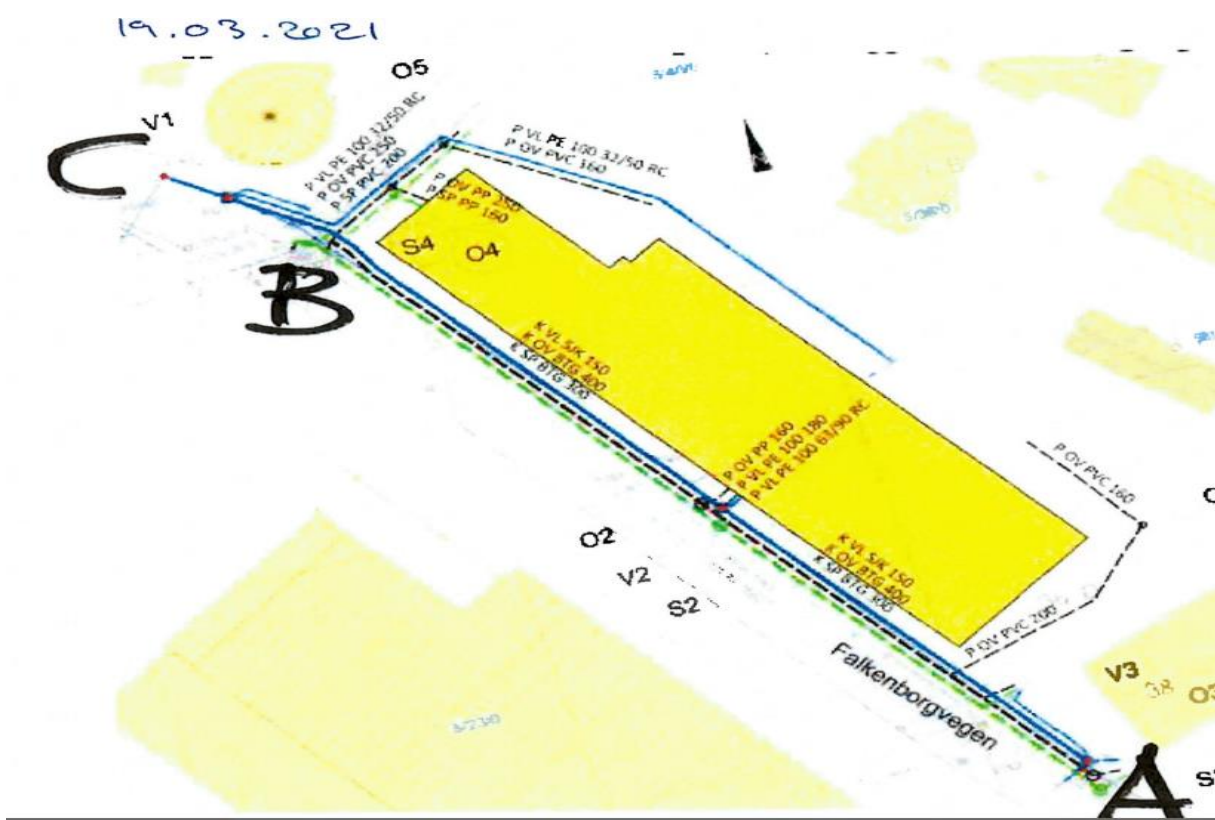 19.03.2021
O5
V1
C
P VL PE 100 32/50 RC
P OV PVC 250
P SP PVC 200
P VL PE 100 32/50 RC
P OV PVC 160
P OV PP 250
P SP PP 160
S4
O4
B
K VL SJK 150
K OV BTG 400
K SP BTG 300
P OV PP 160
P VL PE 100 180
P VL PE 100 63/90 RC
P OV PVC 160
O2
V2
S2
K VL SJK 150
K OV BTG 400
K SP BTG 300
P OV PVC 200
Falkenborgvegen
V3
38
O3
A